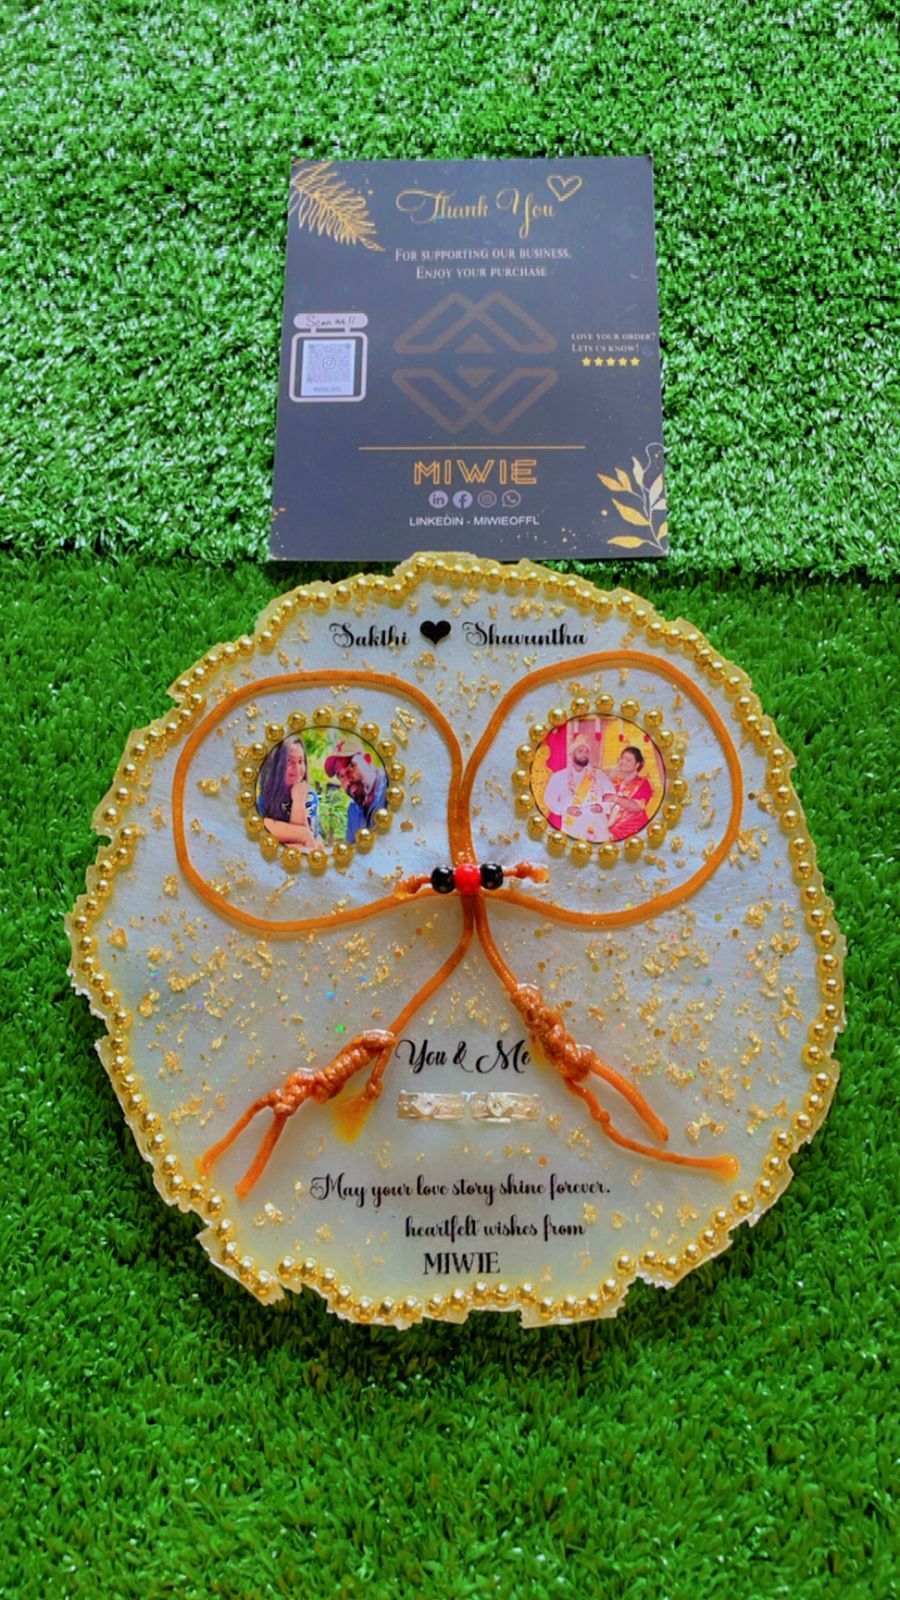 Thank You
FOR SUPPORTING OUR BUSINESS,
ENJOY YOUR PURCHASE
Scan Me!!
LOVE YOUR ORDER?
LETS US KNOW!
MIWIE
LINKEDIN - MIWIEOFFL
Sakthi ❤ Shavuntha
You & Me
May your love story shine forever.
heartfelt wishes from
MIWIE